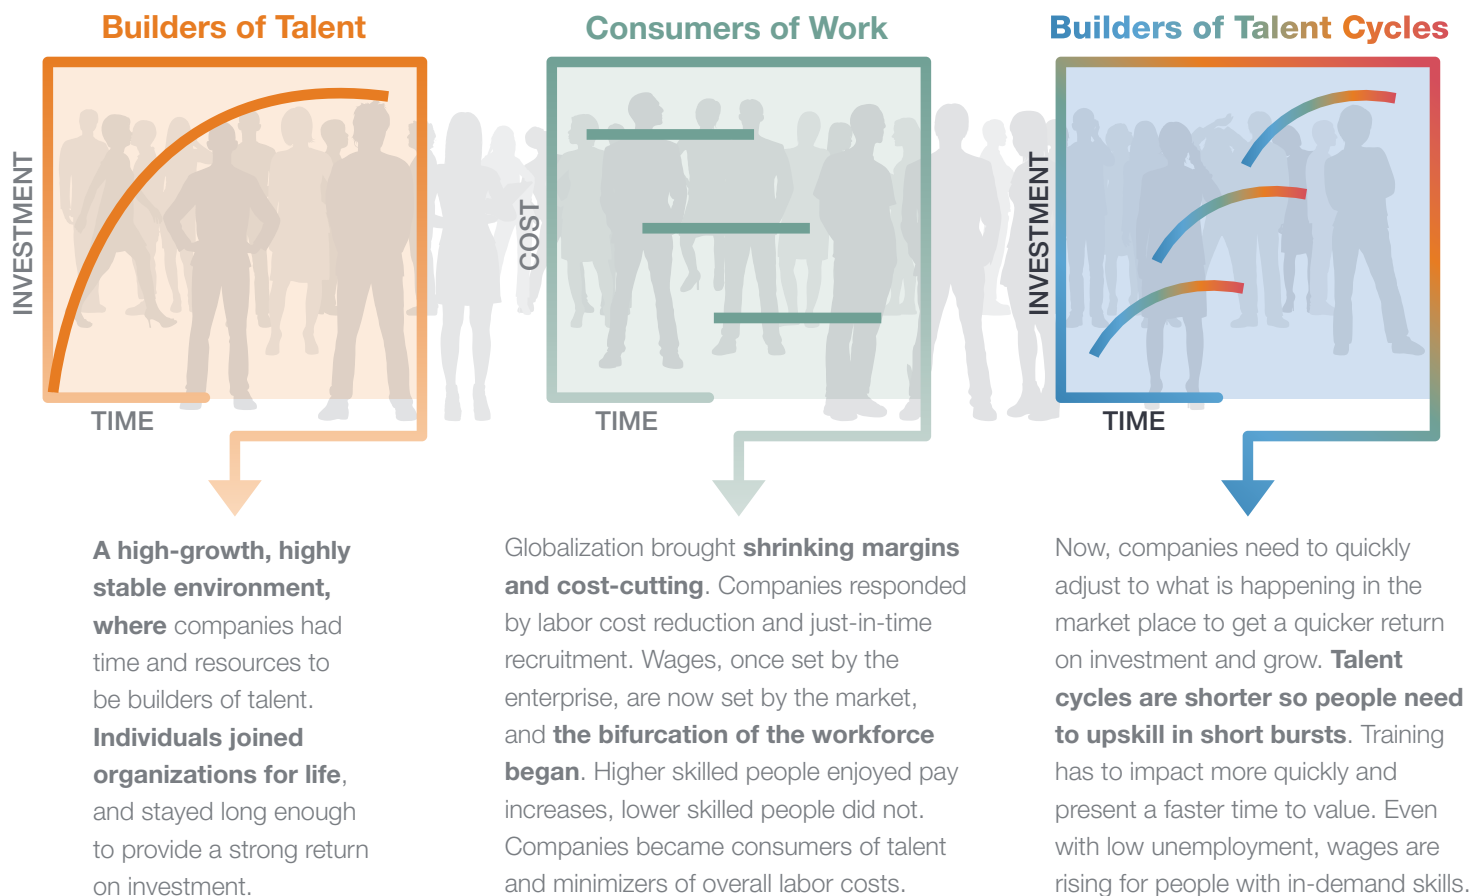 Builders of Talent
INVESTMENT
TIME
A high-growth, highly
stable environment,
where companies had
time and resources to
be builders of talent.
Individuals joined
organizations for life,
and stayed long enough
to provide a strong return
on investment.
Consumers of Work
COST
TIME
Globalization brought shrinking margins
and cost-cutting. Companies responded
by labor cost reduction and just-in-time
recruitment. Wages, once set by the
enterprise, are now set by the market,
and the bifurcation of the workforce
began. Higher skilled people enjoyed pay
increases, lower skilled people did not.
Companies became consumers of talent
and minimizers of overall labor costs.
Builders of Talent Cycles
INVESTMENT
TIME
Now, companies need to quickly
adjust to what is happening in the
market place to get a quicker return
on investment and grow. Talent
cycles are shorter so people need
to upskill in short bursts. Training
has to impact more quickly and
present a faster time to value. Even
with low unemployment, wages are
rising for people with in-demand skills.